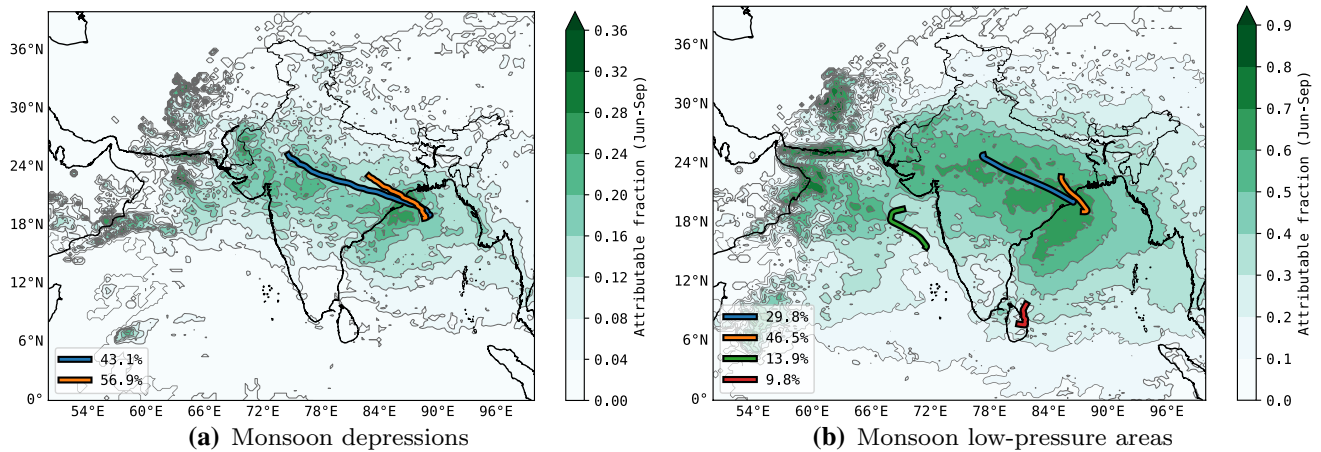 36°N
30°N
24°N
18°N
12°N
6°N
0°
54°E 60°E 66°E 72°E 78°E 84°E 90°E 96°E
43.1%
56.9%
0.36
0.32
0.28
0.24
0.20
0.16
0.12
0.08
0.04
0.00
Attributable fraction (Jun-Sep)
(a) Monsoon depressions
36°N
30°N
24°N
18°N
12°N
6°N
0°
54°E 60°E 66°E 72°E 78°E 84°E 90°E 96°E
29.8%
46.5%
13.9%
9.8%
0.9
0.8
0.7
0.6
0.5
0.4
0.3
0.2
0.1
0.0
Attributable fraction (Jun-Sep)
(b) Monsoon low-pressure areas